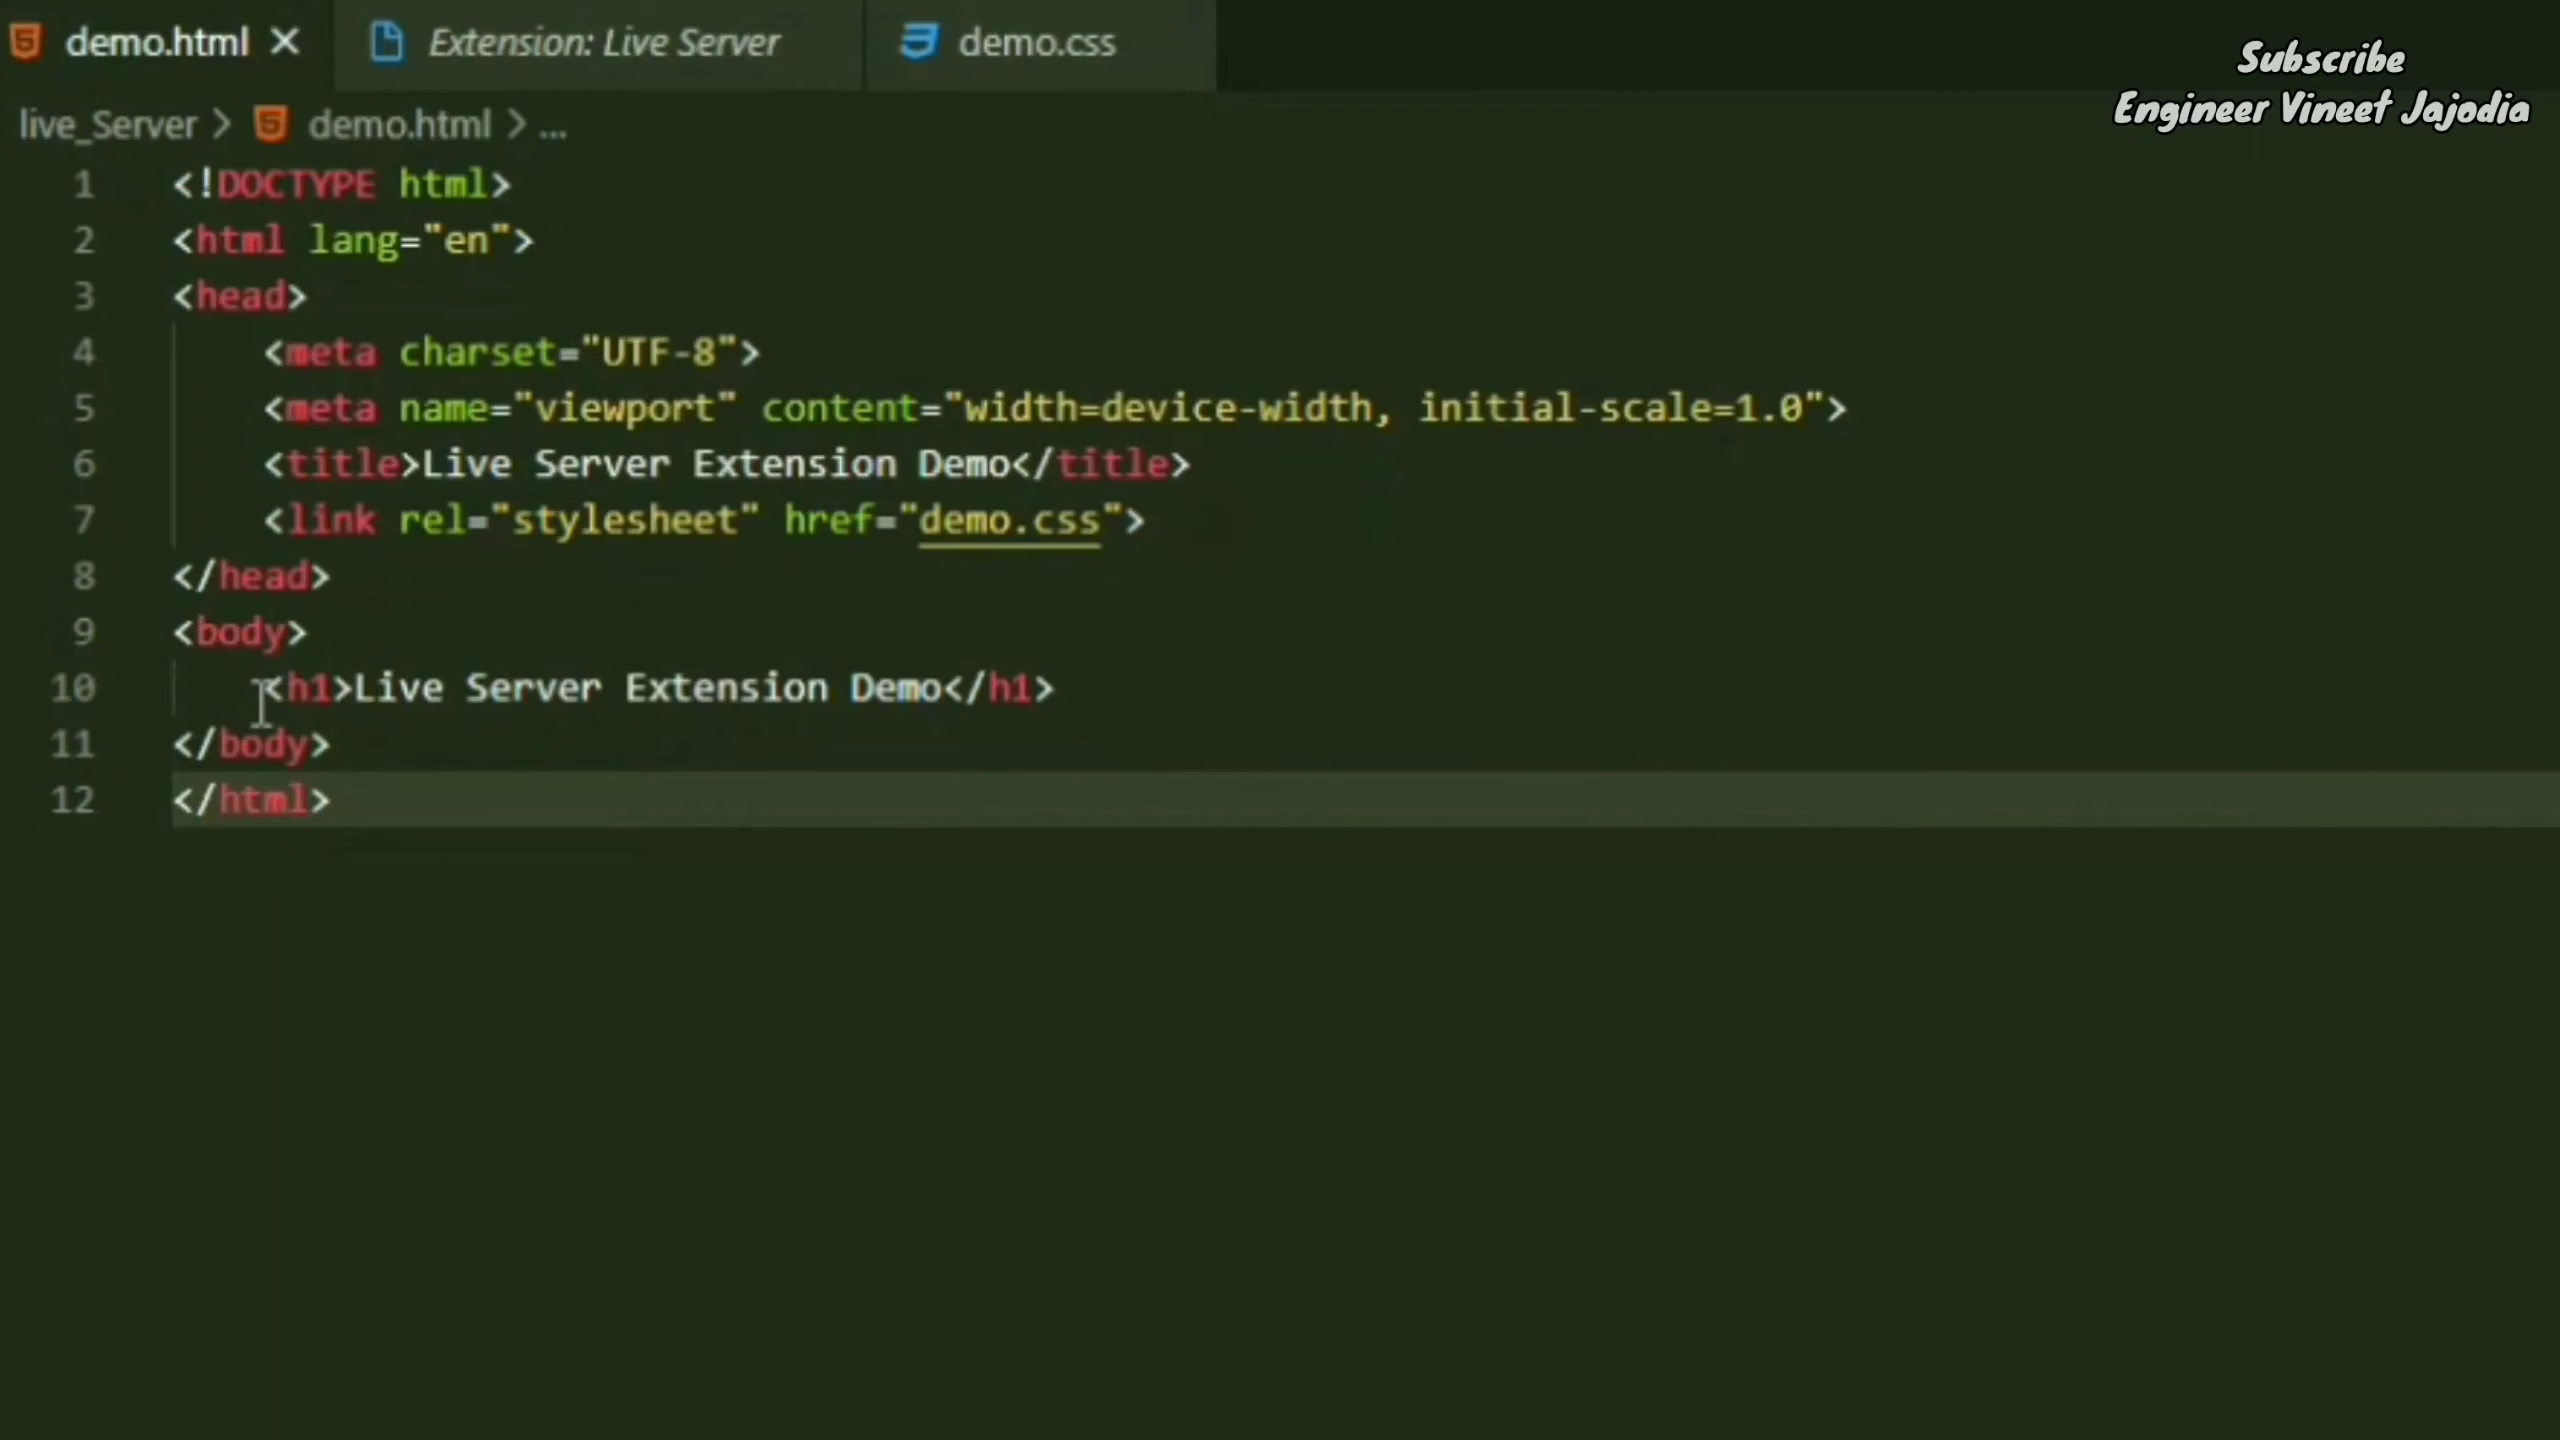 demo.html
Extension: Live Server
demo.css
Subscribe
Engineer Vineet Jajodia
live_Server > demo.html > ...
1 <!DOCTYPE html>
2 <html lang="en">
3 <head>
4 <meta charset="UTF-8">
5 <meta name="viewport" content="width=device-width, initial-scale=1.0">
6 <title>Live Server Extension Demo</title>
7 <link rel="stylesheet" href="demo.css">
8 </head>
9 <body>
10 <h1>Live Server Extension Demo</h1>
11 </body>
12 </html>